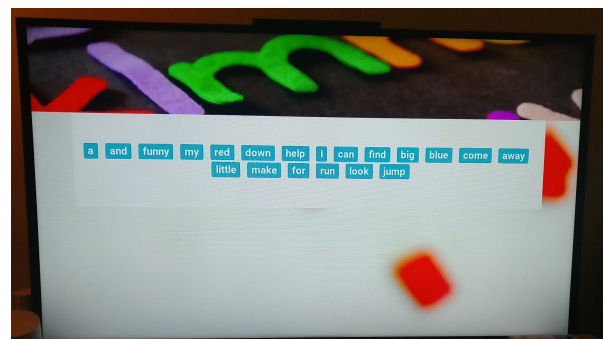 a and funny my red down help I can find big blue come away
little make for run look jump